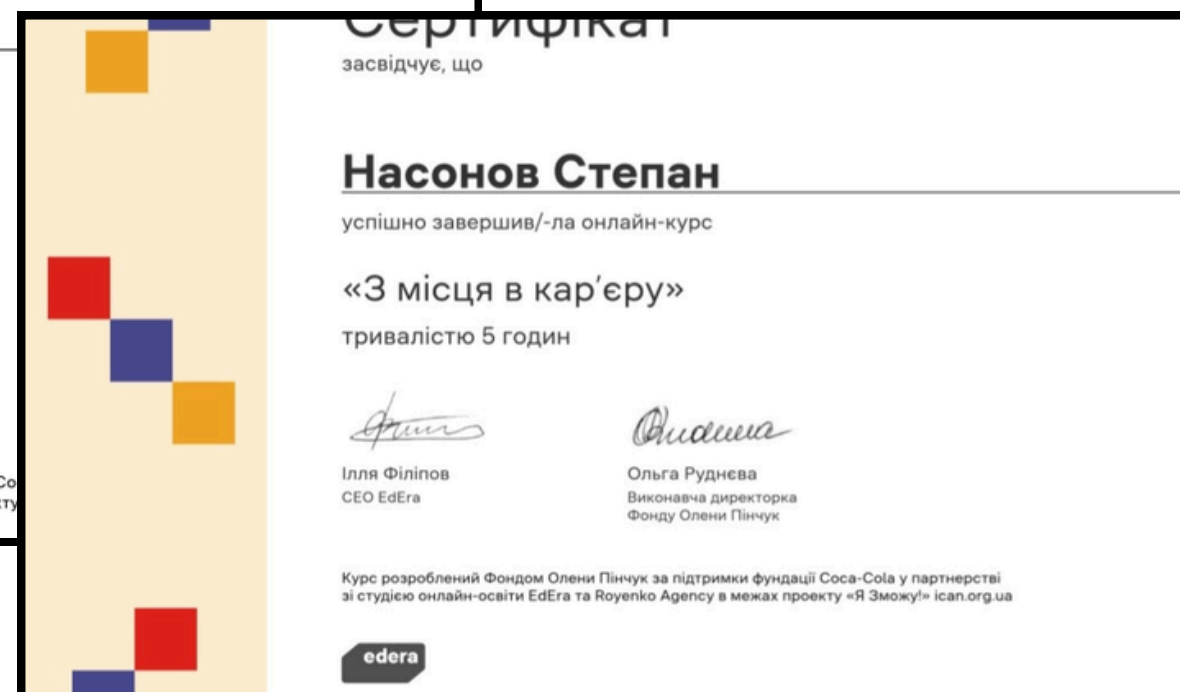 Сертифікат
засвідчує, що
Насонов Степан
успішно завершив/-ла онлайн-курс
«З місця в кар’єру»
тривалістю 5 годин
Ілля Філіпов
CEO EdEra
Ольга Руднєва
Виконавча директорка
Фонду Олени Пінчук
Курс розроблений Фондом Олени Пінчук за підтримки фундації Coca-Cola у партнерстві
зі студією онлайн-освіти EdEra та Royenko Agency в межах проекту «Я Зможу!» ican.org.ua
edera